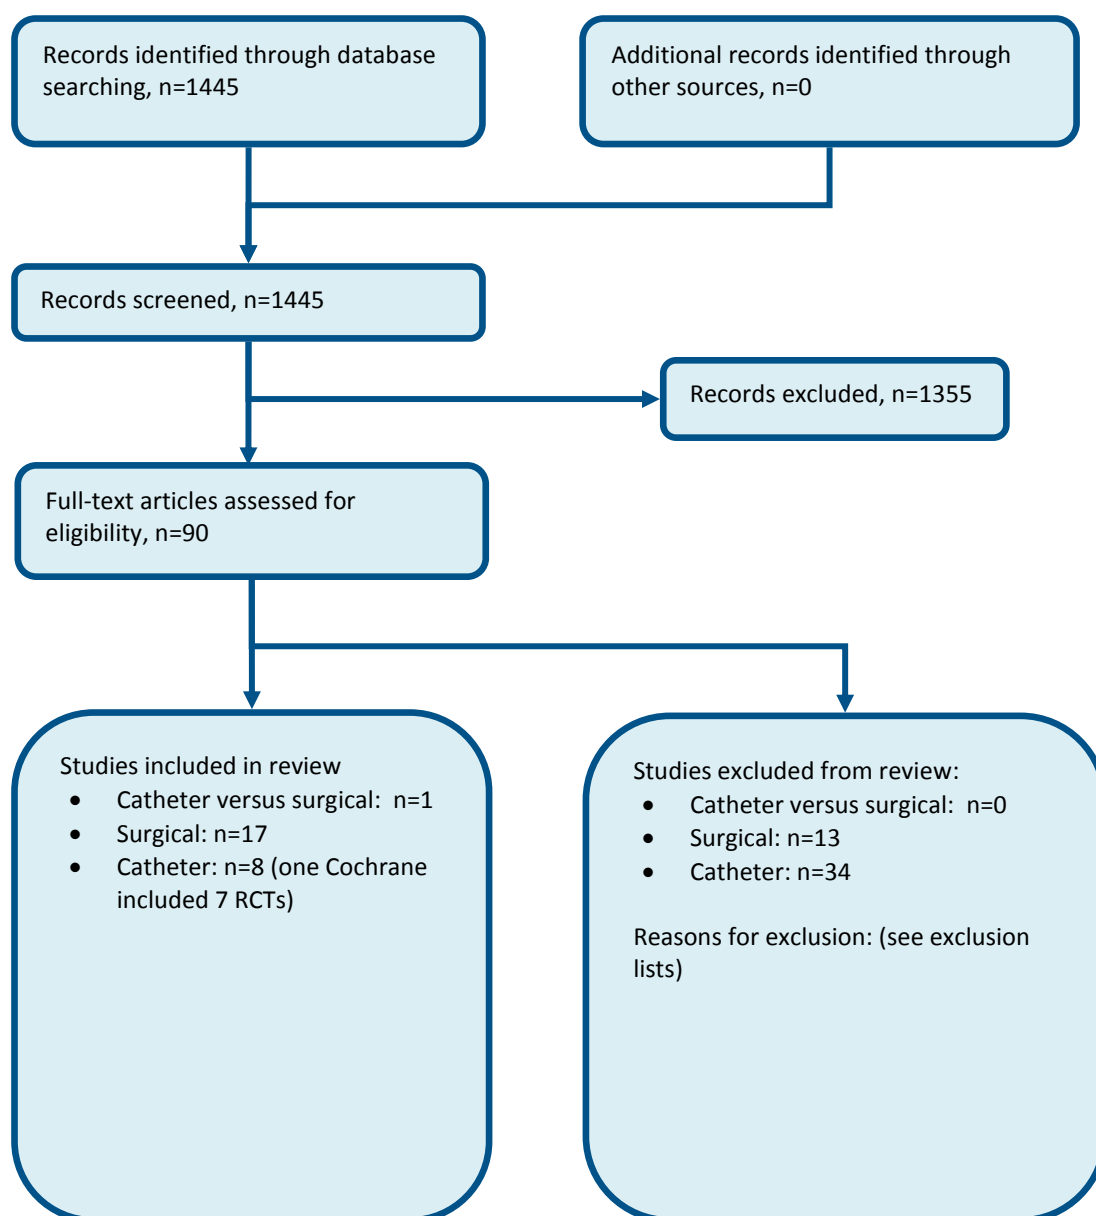 Records identified through database
searching, n=1445
Additional records identified through
other sources, n=0
Records screened, n=1445
Records excluded, n=1355
Full-text articles assessed for
eligibility, n=90
Studies included in review
• Catheter versus surgical:  n=1
• Surgical: n=17
• Catheter: n=8 (one Cochrane
included 7 RCTs)
Studies excluded from review:
• Catheter versus surgical:  n=0
• Surgical: n=13
• Catheter: n=34
Reasons for exclusion: (see exclusion
lists)